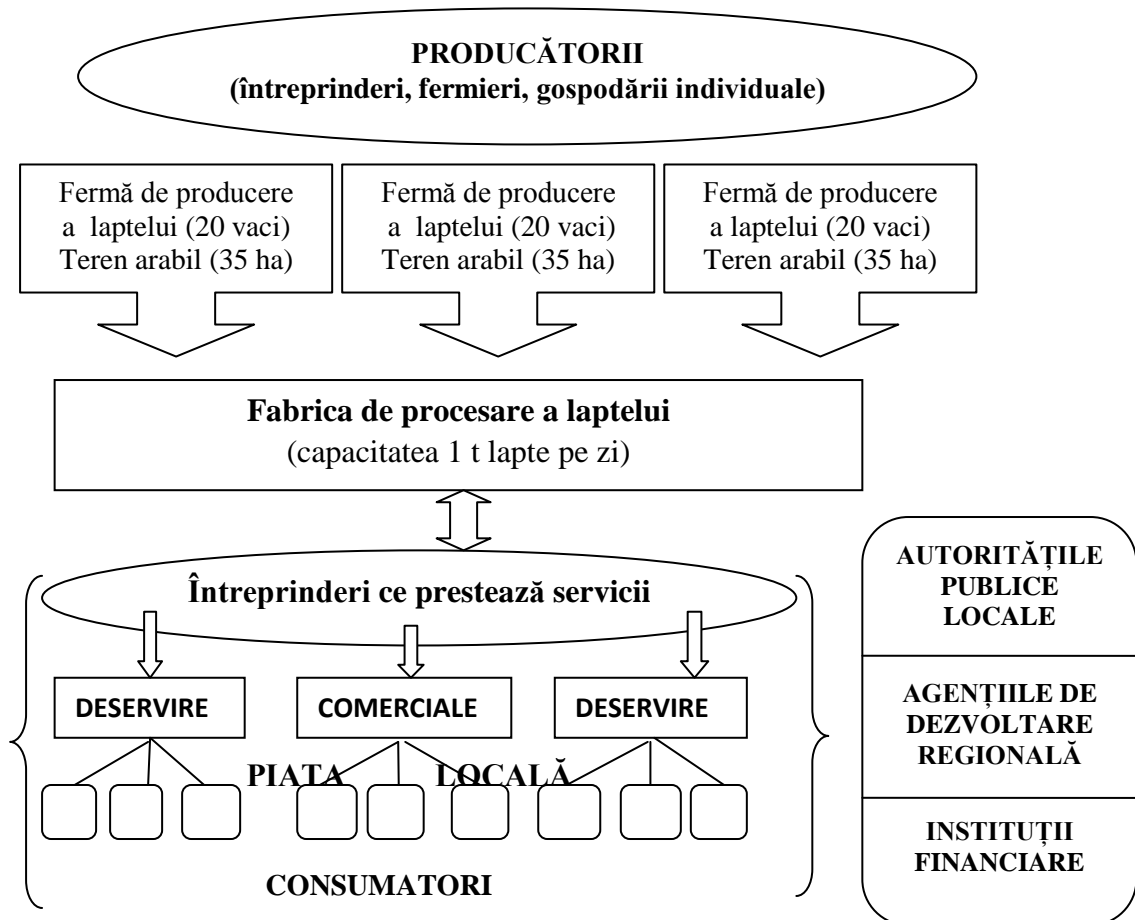 PRODUCĂTORII
(întreprinderi, fermieri, gospodării individuale)
Fermă de producere
a laptelui (20 vaci)
Teren arabil (35 ha)
Fermă de producere
a laptelui (20 vaci)
Teren arabil (35 ha)
Fermă de producere
a laptelui (20 vaci)
Teren arabil (35 ha)
Fabrica de procesare a laptelui
(capacitatea 1 t lapte pe zi)
Întreprinderi ce prestează servicii
DESERVIRE
COMERCIALE
DESERVIRE
PIAȚA LOCALĂ
CONSUMATORI
AUTORITĂȚILE
PUBLICE
LOCALE
AGENȚIILE DE
DEZVOLTARE
REGIONALĂ
INSTITUȚII
FINANCIARE